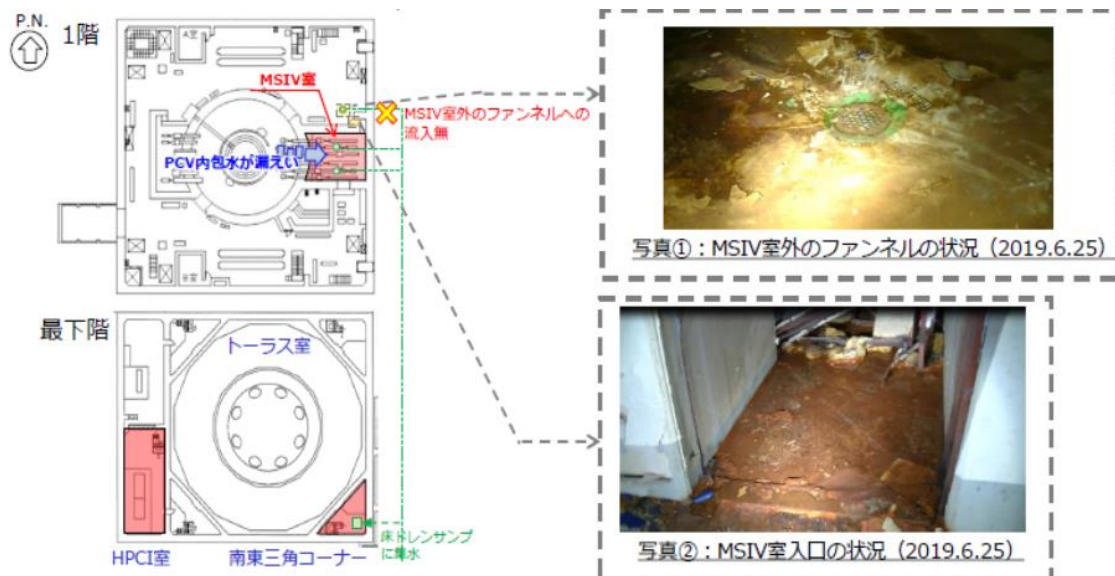 P.N.
1階
MSIV室
MSIV室外のファンネルへの
流入無
PCV内包水が漏えい
写真①:MSIV室外のファンネルの状況(2019.6.25)
最下階
トーラス室
床ドレンサンプ
に集水
HPCI室
南東三角コーナー
写真②:MSIV室入口の状況(2019.6.25)